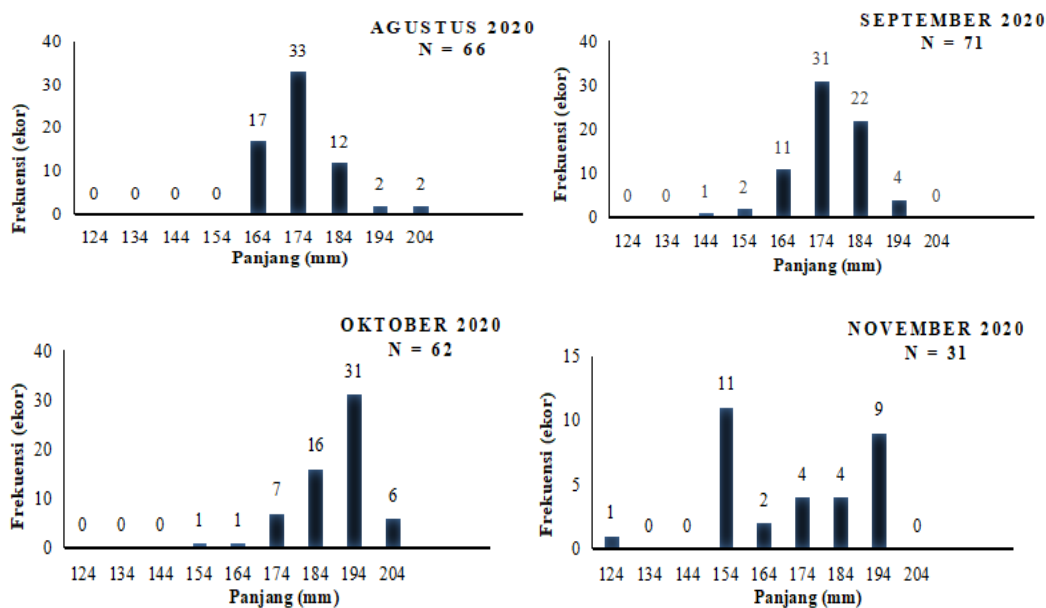 AGUSTUS 2020
N = 66
Frekuensi (ekor)
40
30
20
10
0
0 0 0 0 17 33 12 2 2
124 134 144 154 164 174 184 194 204
Panjang (mm)
SEPTEMBER 2020
N = 71
Frekuensi (ekor)
40
30
20
10
0
0 0 1 2 11 31 22 4 0
124 134 144 154 164 174 184 194 204
Panjang (mm)
OKTOBER 2020
N = 62
Frekuensi (ekor)
40
30
20
10
0
0 0 0 1 1 7 16 31 6
124 134 144 154 164 174 184 194 204
Panjang (mm)
NOVEMBER 2020
N = 31
Frekuensi (ekor)
15
10
5
0
1 0 0 11 2 4 4 9 0
124 134 144 154 164 174 184 194 204
Panjang (mm)